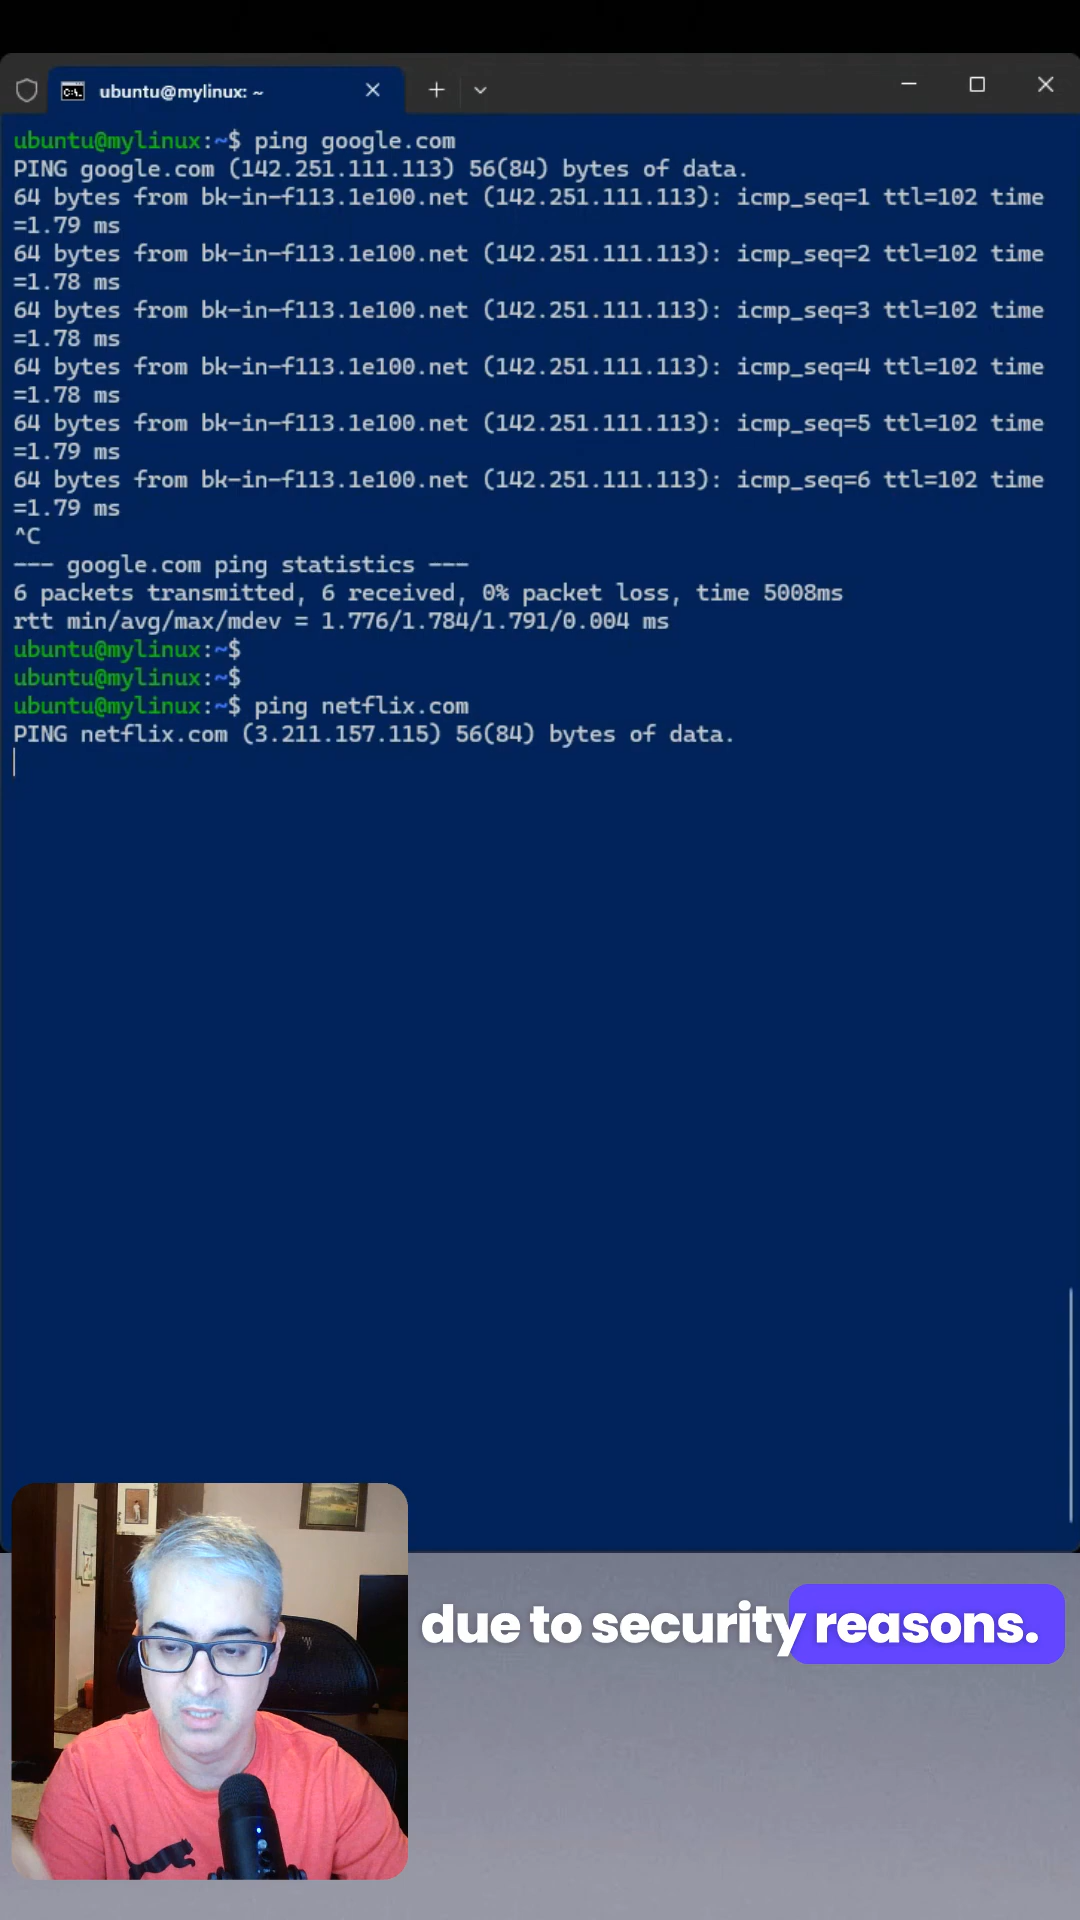 ubuntu@mylinux: ~
ubuntu@mylinux:~$ ping google.com
PING google.com (142.251.111.113) 56(84) bytes of data.
64 bytes from bk-in-f113.1e100.net (142.251.111.113): icmp_seq=1 ttl=102 time
=1.79 ms
64 bytes from bk-in-f113.1e100.net (142.251.111.113): icmp_seq=2 ttl=102 time
=1.78 ms
64 bytes from bk-in-f113.1e100.net (142.251.111.113): icmp_seq=3 ttl=102 time
=1.78 ms
64 bytes from bk-in-f113.1e100.net (142.251.111.113): icmp_seq=4 ttl=102 time
=1.78 ms
64 bytes from bk-in-f113.1e100.net (142.251.111.113): icmp_seq=5 ttl=102 time
=1.79 ms
64 bytes from bk-in-f113.1e100.net (142.251.111.113): icmp_seq=6 ttl=102 time
=1.79 ms
^C
--- google.com ping statistics ---
6 packets transmitted, 6 received, 0% packet loss, time 5008ms
rtt min/avg/max/mdev = 1.776/1.784/1.791/0.004 ms
ubuntu@mylinux:~$
ubuntu@mylinux:~$
ubuntu@mylinux:~$ ping netflix.com
PING netflix.com (3.211.157.115) 56(84) bytes of data.
due to security reasons.